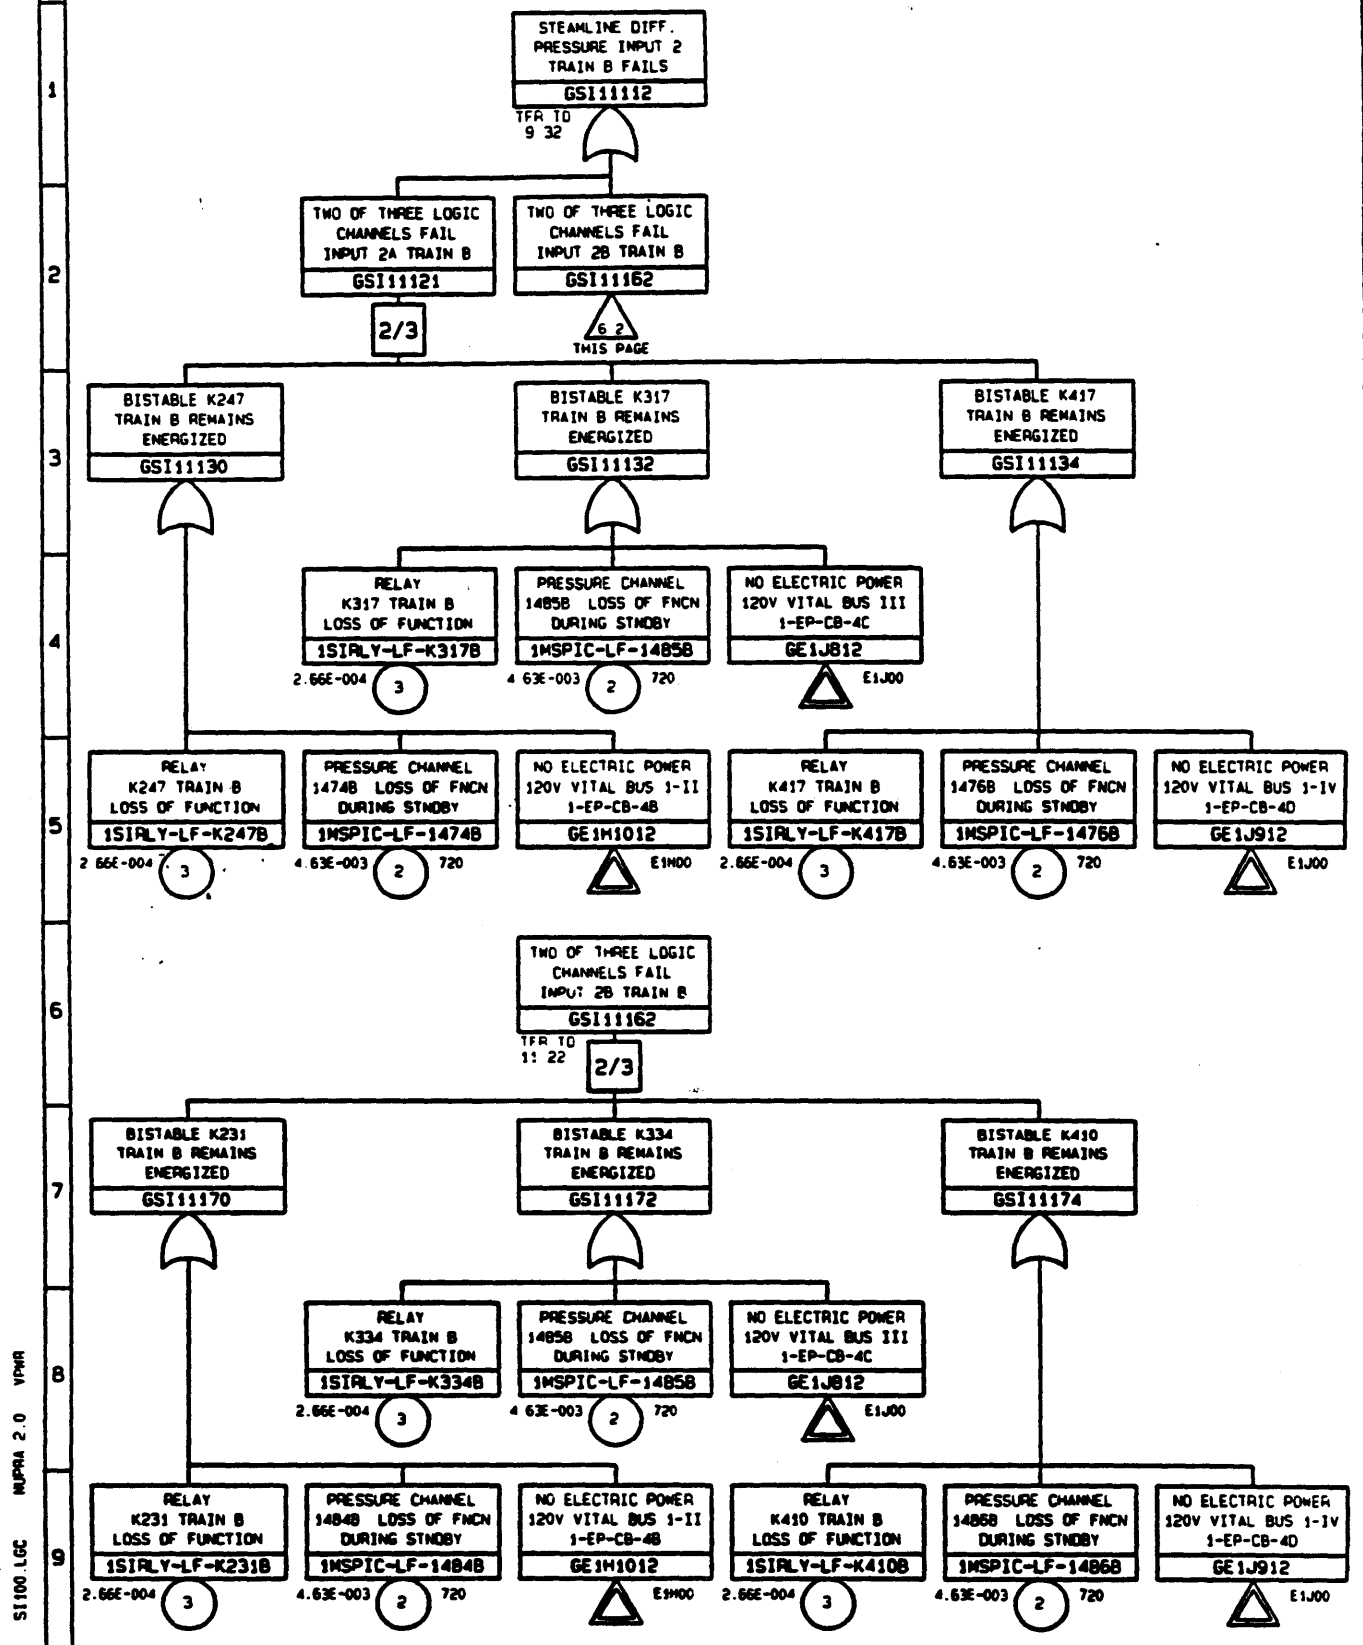 STEAMLINE DIFF.
PRESSURE INPUT 2
TRAIN B FAILS
1
GSI11112
TFR TO
9 32
TWO OF THREE LOGIC
CHANNELS FAIL
INPUT 2A TRAIN B
GSI11121
TWO OF THREE LOGIC
CHANNELS FAIL
INPUT 2B TRAIN B
GSI11162
2
2/3
6 2
THIS PAGE
BISTABLE K247
TRAIN B REMAINS
ENERGIZED
GSI11130
BISTABLE K317
TRAIN B REMAINS
ENERGIZED
GSI11132
BISTABLE K417
TRAIN B REMAINS
ENERGIZED
GSI11134
3
RELAY
K317 TRAIN B
LOSS OF FUNCTION
1SIRLY-LF-K317B
2.66E-004
3
PRESSURE CHANNEL
1485B LOSS OF FNCN
DURING STNDBY
1MSPIC-LF-1485B
4 63E-003
2
720
NO ELECTRIC POWER
120V VITAL BUS III
1-EP-CB-4C
GE1J812
E1J00
4
RELAY
K247 TRAIN B
LOSS OF FUNCTION
1SIRLY-LF-K247B
2 66E-004
3
PRESSURE CHANNEL
1474B LOSS OF FNCN
DURING STNDBY
1MSPIC-LF-1474B
4.63E-003
2
720
NO ELECTRIC POWER
120V VITAL BUS 1-II
1-EP-CB-4B
GE1H1012
E1H00
RELAY
K417 TRAIN B
LOSS OF FUNCTION
1SIRLY-LF-K417B
2.66E-004
3
PRESSURE CHANNEL
1476B LOSS OF FNCN
DURING STNDBY
1MSPIC-LF-1476B
4.63E-003
2
720
NO ELECTRIC POWER
120V VITAL BUS 1-IV
1-EP-CB-4D
GE1J912
E1J00
5
TWO OF THREE LOGIC
CHANNELS FAIL
INPUT 2B TRAIN B
GSI11162
TFR TO
11 22
2/3
6
BISTABLE K231
TRAIN B REMAINS
ENERGIZED
GSI11170
BISTABLE K334
TRAIN B REMAINS
ENERGIZED
GSI11172
BISTABLE K410
TRAIN B REMAINS
ENERGIZED
GSI11174
7
RELAY
K334 TRAIN B
LOSS OF FUNCTION
1SIRLY-LF-K334B
2.66E-004
3
PRESSURE CHANNEL
1485B LOSS OF FNCN
DURING STNDBY
1MSPIC-LF-1485B
4 63E-003
2
720
NO ELECTRIC POWER
120V VITAL BUS III
1-EP-CB-4C
GE1J812
E1J00
8
RELAY
K231 TRAIN B
LOSS OF FUNCTION
1SIRLY-LF-K231B
2.66E-004
3
PRESSURE CHANNEL
1484B LOSS OF FNCN
DURING STNDBY
1MSPIC-LF-1484B
4.63E-003
2
720
NO ELECTRIC POWER
120V VITAL BUS 1-II
1-EP-CB-4B
GE1H1012
E1H00
RELAY
K410 TRAIN B
LOSS OF FUNCTION
1SIRLY-LF-K410B
2.66E-004
3
PRESSURE CHANNEL
1486B LOSS OF FNCN
DURING STNDBY
1MSPIC-LF-1486B
4.63E-003
2
720
NO ELECTRIC POWER
120V VITAL BUS 1-IV
1-EP-CB-4D
GE1J912
E1J00
9
SI100.LGC NUPRA 2.0 VPWR